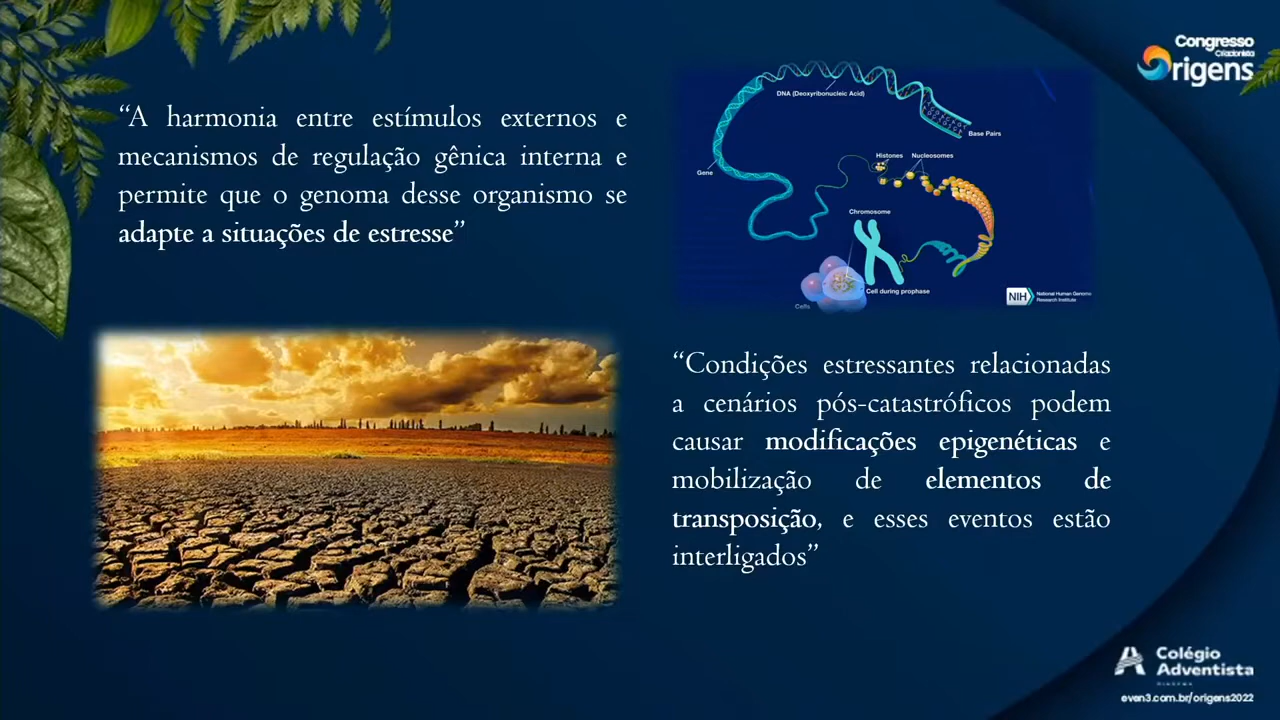 Congresso
Criacionista
Origens
“A harmonia entre estímulos externos e
mecanismos de regulação gênica interna e
permite que o genoma desse organismo se
adapte a situações de estresse”
DNA (Deoxyribonucleic Acid)
Base Pairs
Gene
Histones
Nucleosomes
Chromosome
Cell during prophase
Cells
NIH
National Human Genome
Research Institute
“Condições estressantes relacionadas
a cenários pós-catastróficos podem
causar modificações epigenéticas e
mobilização de elementos de
transposição, e esses eventos estão
interligados”
Colégio
Adventista
even3.com.br/origens2022